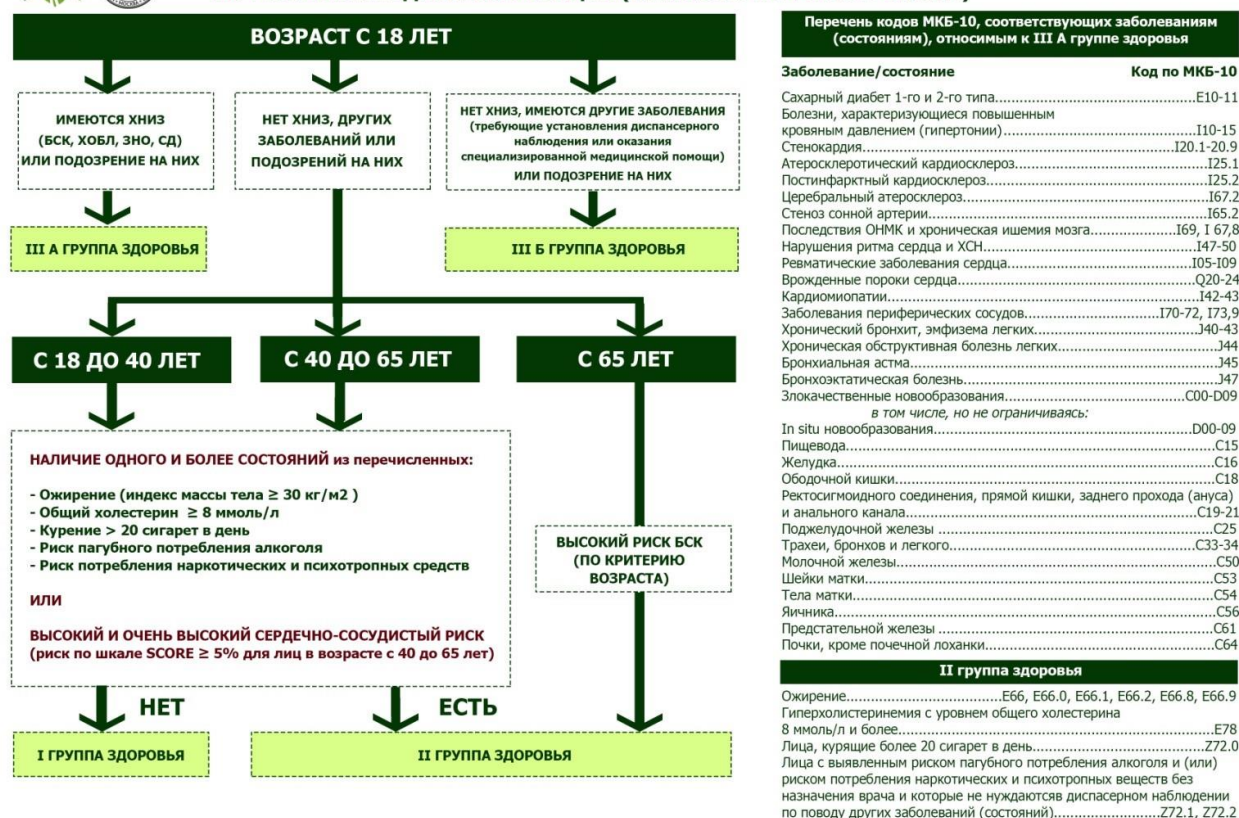 ВОЗРАСТ С 18 ЛЕТ
ИМЕЮТСЯ ХНИЗ
(БСК, ХОБЛ, ЗНО, СД)
ИЛИ ПОДОЗРЕНИЕ НА НИХ
НЕТ ХНИЗ, ДРУГИХ
ЗАБОЛЕВАНИЙ ИЛИ
ПОДОЗРЕНИЙ НА НИХ
НЕТ ХНИЗ, ИМЕЮТСЯ ДРУГИЕ ЗАБОЛЕВАНИЯ
(требующие установления диспансерного
наблюдения или оказания
специализированной медицинской помощи)
ИЛИ ПОДОЗРЕНИЕ НА НИХ
III А ГРУППА ЗДОРОВЬЯ
III Б ГРУППА ЗДОРОВЬЯ
С 18 ДО 40 ЛЕТ
С 40 ДО 65 ЛЕТ
С 65 ЛЕТ
НАЛИЧИЕ ОДНОГО И БОЛЕЕ СОСТОЯНИЙ из перечисленных:
- Ожирение (индекс массы тела ≥ 30 кг/м2 )
- Общий холестерин ≥ 8 ммоль/л
- Курение > 20 сигарет в день
- Риск пагубного потребления алкоголя
- Риск потребления наркотических и психотропных средств
ИЛИ
ВЫСОКИЙ И ОЧЕНЬ ВЫСОКИЙ СЕРДЕЧНО-СОСУДИСТЫЙ РИСК
(риск по шкале SCORE ≥ 5% для лиц в возрасте с 40 до 65 лет)
ВЫСОКИЙ РИСК БСК
(ПО КРИТЕРИЮ
ВОЗРАСТА)
НЕТ
ЕСТЬ
I ГРУППА ЗДОРОВЬЯ
II ГРУППА ЗДОРОВЬЯ
Перечень кодов МКБ-10, соответствующих заболеваниям
(состояниям), относимым к III А группе здоровья
Заболевание/состояние Код по МКБ-10
Сахарный диабет 1-го и 2-го типа...E10-11
Болезни, характеризующиеся повышенным
кровяным давлением (гипертонии)...I10-15
Стенокардия...I20.1-20.9
Атеросклеротический кардиосклероз...I25.1
Постинфарктный кардиосклероз...I25.2
Церебральный атеросклероз...I67.2
Стеноз сонной артерии...I65.2
Последствия ОНМК и хроническая ишемия мозга...I69, I 67,8
Нарушения ритма сердца и ХСН...I47-50
Ревматические заболевания сердца...I05-I09
Врожденные пороки сердца...Q20-24
Кардиомиопатии...I42-43
Заболевания периферических сосудов...I70-72, I73,9
Хронический бронхит, эмфизема легких...J40-43
Хроническая обструктивная болезнь легких...J44
Бронхиальная астма...J45
Бронхоэктатическая болезнь...J47
Злокачественные новообразования...C00-D09
в том числе, но не ограничиваясь:
In situ новообразования...D00-09
Пищевода...C15
Желудка...C16
Ободочной кишки...C18
Ректосигмоидного соединения, прямой кишки, заднего прохода (ануса)
и анального канала...C19-21
Поджелудочной железы ...C25
Трахеи, бронхов и легкого...C33-34
Молочной железы...C50
Шейки матки...C53
Тела матки...C54
Яичника...C56
Предстательной железы ...C61
Почки, кроме почечной лоханки...C64
II группа здоровья
Ожирение...E66, E66.0, E66.1, E66.2, E66.8, E66.9
Гиперхолистеринемия с уровнем общего холестерина
8 ммоль/л и более...E78
Лица, курящие более 20 сигарет в день...Z72.0
Лица с выявленным риском пагубного потребления алкоголя и (или)
риском потребления наркотических и психотропных веществ без
назначения врача и которые не нуждаютсяв диспасерном наблюдении
по поводу других заболеваний (состояний)...Z72.1, Z72.2